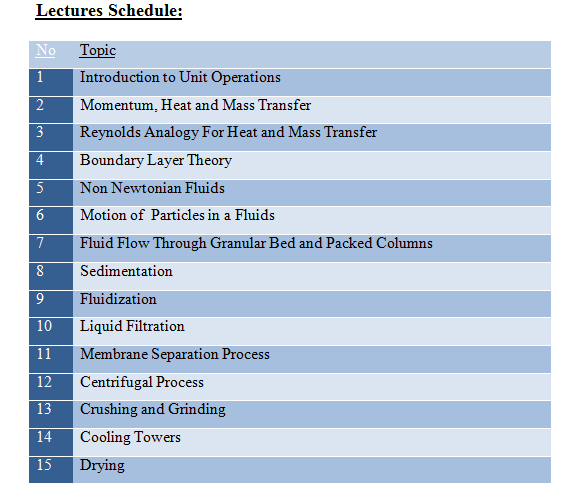 Lectures Schedule:
No Topic
1 Introduction to Unit Operations
2 Momentum, Heat and Mass Transfer
3 Reynolds Analogy For Heat and Mass Transfer
4 Boundary Layer Theory
5 Non Newtonian Fluids
6 Motion of Particles in a Fluids
7 Fluid Flow Through Granular Bed and Packed Columns
8 Sedimentation
9 Fluidization
10 Liquid Filtration
11 Membrane Separation Process
12 Centrifugal Process
13 Crushing and Grinding
14 Cooling Towers
15 Drying